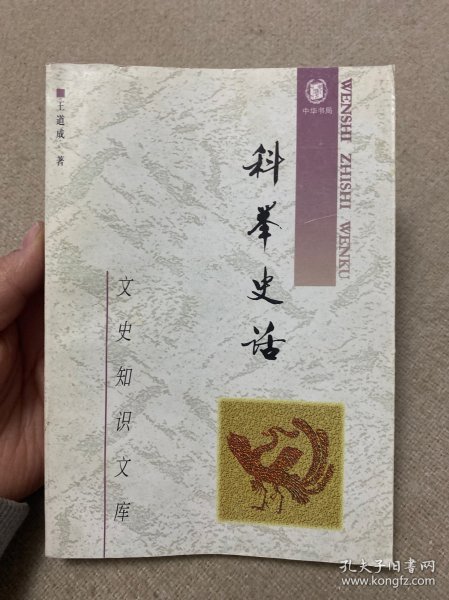 王道成 著
中华书局
WENSHI ZHISHI WENKU
科举史话
文史知识文库
孔夫子旧书网
www.kongfz.com